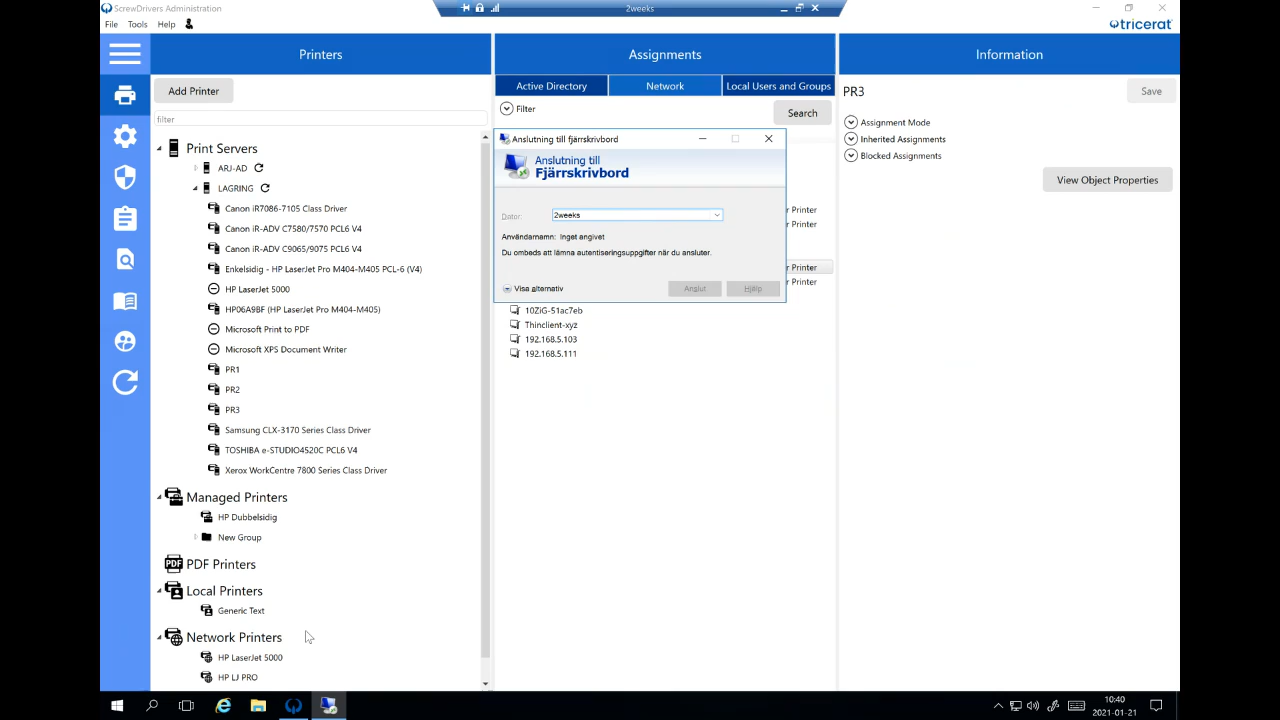 ScrewDrivers Administration
2weeks
File Tools Help
tricerat
Printers
Assignments
Information
Add Printer
Active Directory
Network
Local Users and Groups
PR3
Save
filter
Filter
Search
Assignment Mode
Inherited Assignments
Blocked Assignments
View Object Properties
Print Servers
ARJ-AD
LAGRING
Canon iR7086-7105 Class Driver
Canon iR-ADV C7580/7570 PCL6 V4
Canon iR-ADV C9065/9075 PCL6 V4
Enkelsidig - HP LaserJet Pro M404-M405 PCL-6 (V4)
HP LaserJet 5000
HP06A9BF (HP LaserJet Pro M404-M405)
Microsoft Print to PDF
Microsoft XPS Document Writer
PR1
PR2
PR3
Samsung CLX-3170 Series Class Driver
TOSHIBA e-STUDIO4520C PCL6 V4
Xerox WorkCentre 7800 Series Class Driver
Managed Printers
HP Dubbelsidig
New Group
PDF
PDF Printers
Local Printers
Generic Text
Network Printers
HP LaserJet 5000
HP LJ PRO
Anslutning till fjärrskrivbord
Anslutning till
Fjärrskrivbord
Dator:
2weeks
Användarnamn: Inget angivet
Du ombeds att lämna autentiseringsuppgifter när du ansluter.
Visa alternativ
Anslut
Hjälp
r Printer
r Printer
r Printer
r Printer
10ZiG-51ac7eb
Thinclient-xyz
192.168.5.103
192.168.5.111
10:40
2021-01-21